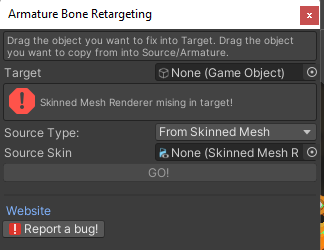 Armature Bone Retargeting
Drag the object you want to fix into Target. Drag the object
you want to copy from into Source/Armature.
Target None (Game Object)
Skinned Mesh Renderer mising in target!
Source Type: From Skinned Mesh
Source Skin None (Skinned Mesh R
GO!
Website
Report a bug!